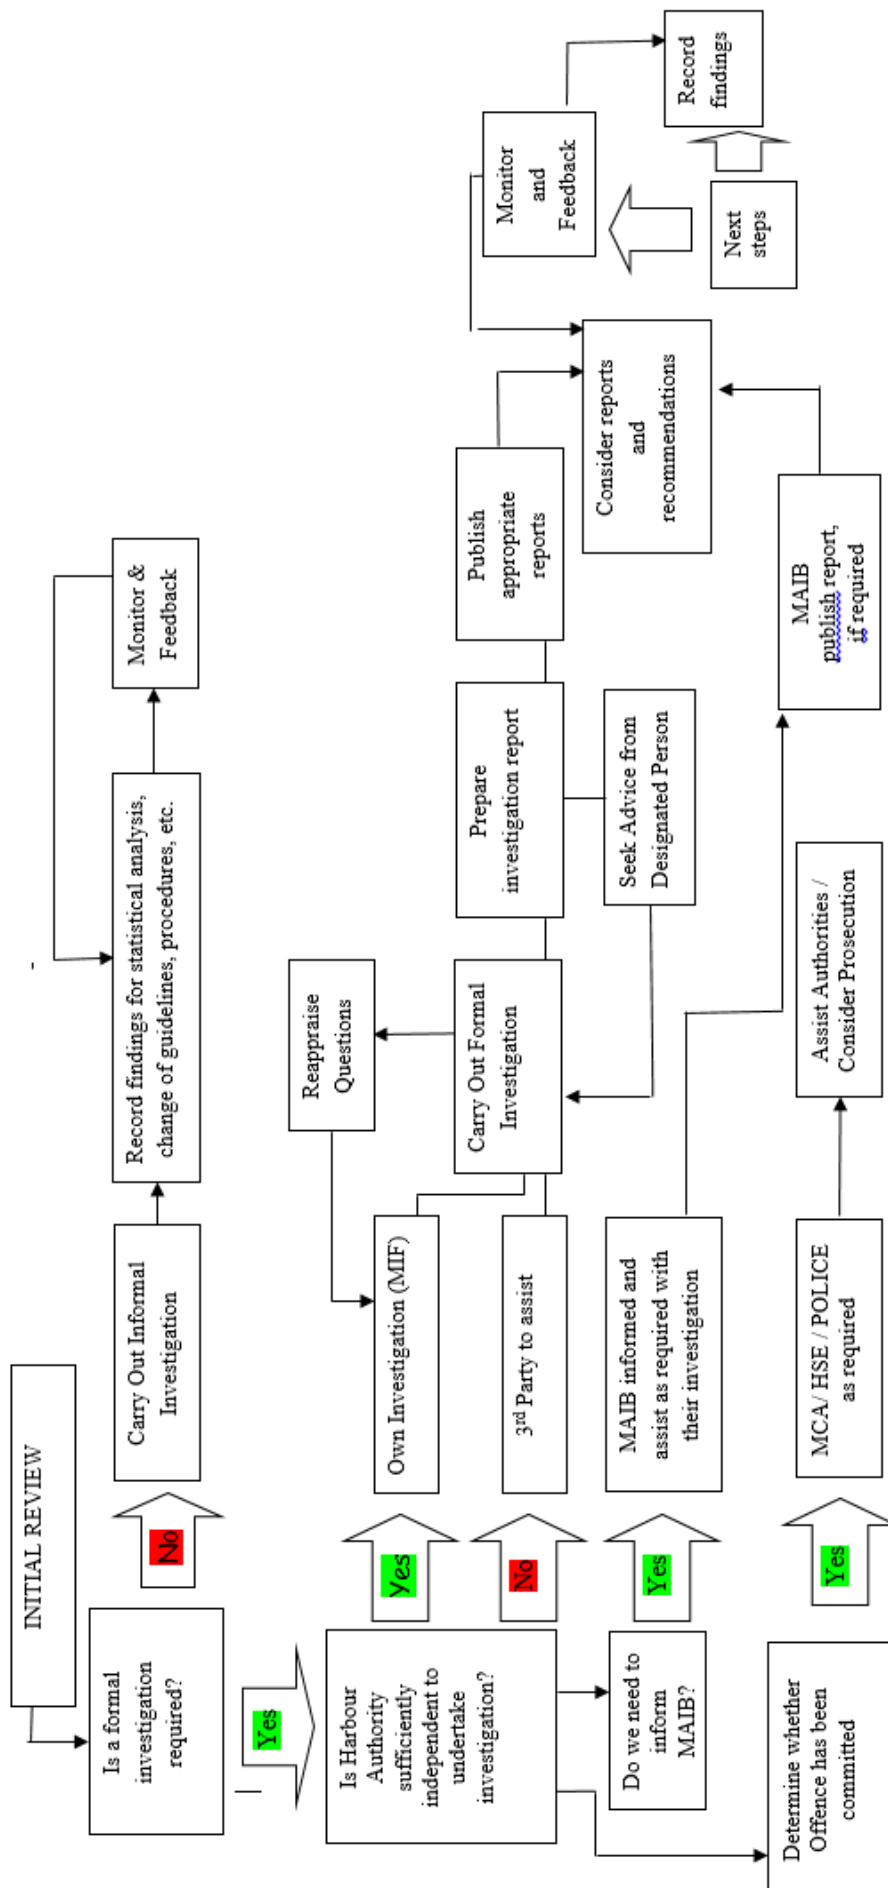 INITIAL REVIEW
Is a formal
investigation
required?
No
Carry Out Informal
Investigation
Record findings for statistical analysis,
change of guidelines, procedures, etc.
Monitor &
Feedback
Yes
Is Harbour
Authority
sufficiently
independent to
undertake
investigation?
Yes
Own Investigation (MIF)
Reappraise
Questions
No
3rd Party to assist
Carry Out Formal
Investigation
Prepare
investigation report
Seek Advice from
Designated Person
Publish
appropriate
reports
Consider reports
and
recommendations
Monitor
and
Feedback
Next
steps
Record
findings
Do we need to
inform
MAIB?
Yes
MAIB informed and
assist as required with
their investigation
MAIB
publish report,
if required
Determine whether
Offence has been
committed
Yes
MCA/ HSE / POLICE
as required
Assist Authorities /
Consider Prosecution